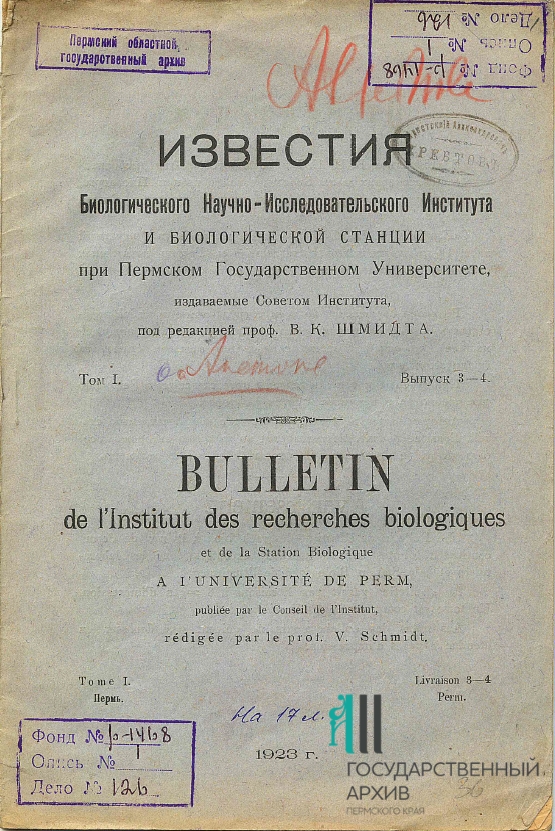 Пермский областной
государственный архив
Фонд № р-1468
Опись № 1
Дело № 126
ИЗВЕСТИЯ
Биологического Научно-Исследовательского Института
И БИОЛОГИЧЕСКОЙ СТАНЦИИ
при Пермском Государственном Университете,
издаваемые Советом Института,
под редакцией проф. В. К. ШМИДТА.
Том I.
Выпуск 3—4.
BULLETIN
de l'Institut des recherches biologiques
et de la Station Biologique
A l'UNIVERSITÉ DE PERM,
publiée par le Conseil de l'Institut,
rédigée par le prof. V. Schmidt.
Tome I.
Livraison 3—4
Пермь.
Perm.
На 17 л.
1923 г.
Фонд № р-1468
Опись № 1
Дело № 126
36
ГОСУДАРСТВЕННЫЙ
АРХИВ
ПЕРМСКОГО КРАЯ